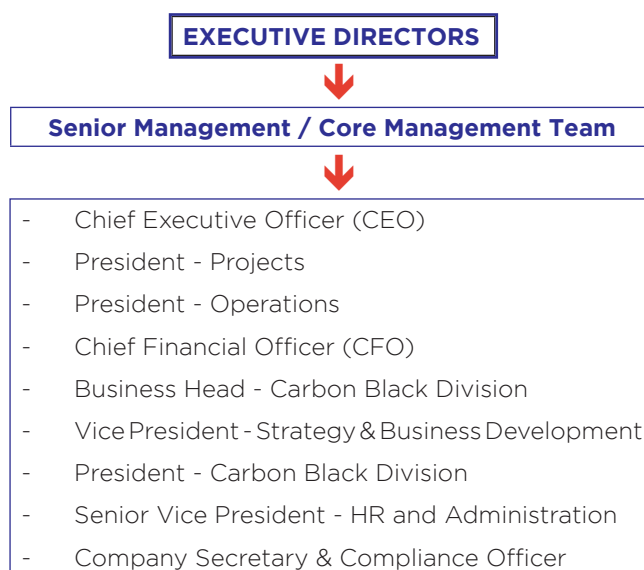 EXECUTIVE DIRECTORS
Senior Management / Core Management Team
- Chief Executive Officer (CEO)
- President - Projects
- President - Operations
- Chief Financial Officer (CFO)
- Business Head - Carbon Black Division
- Vice President - Strategy & Business Development
- President - Carbon Black Division
- Senior Vice President - HR and Administration
- Company Secretary & Compliance Officer